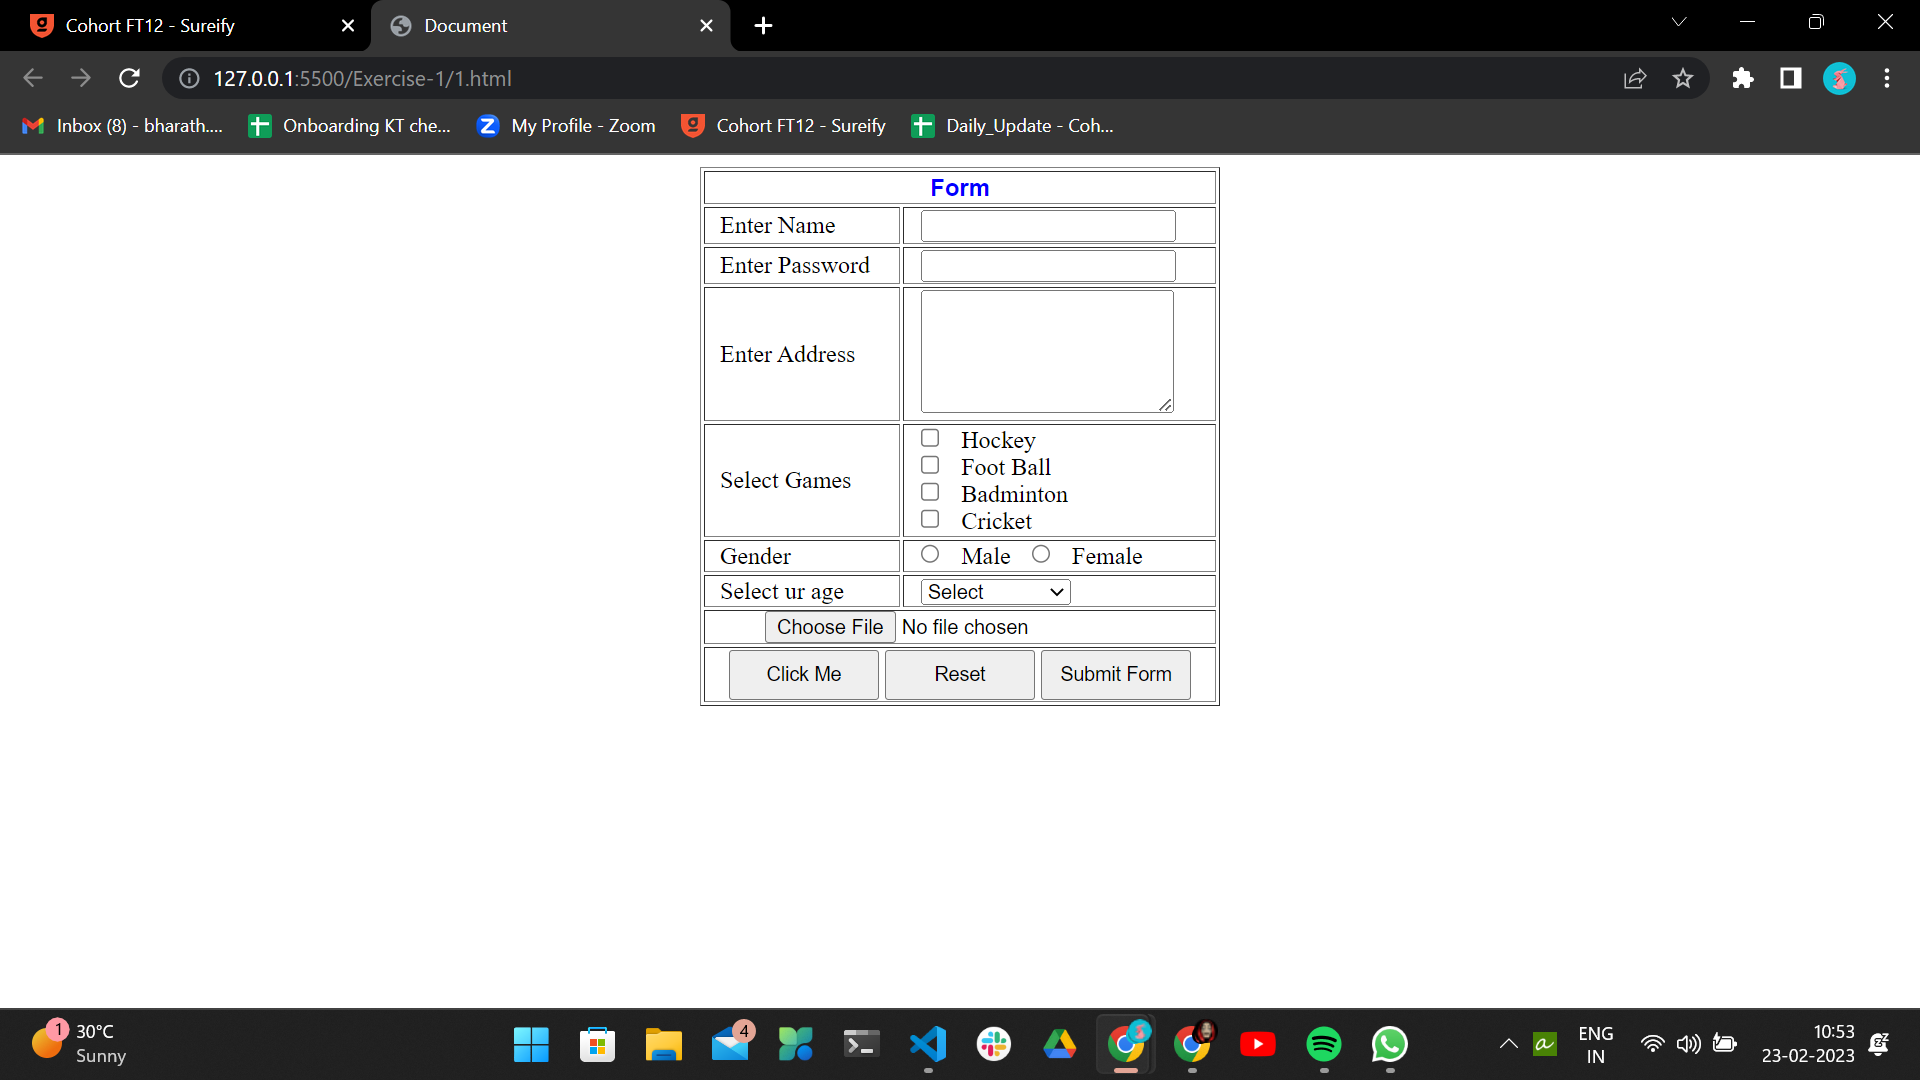 Cohort FT12 - Sureify
Document
127.0.0.1:5500/Exercise-1/1.html
Inbox (8) - bharath....
Onboarding KT che...
My Profile - Zoom
Cohort FT12 - Sureify
Daily_Update - Coh...
Form
Enter Name
Enter Password
Enter Address
Select Games
Hockey
Foot Ball
Badminton
Cricket
Gender
Male
Female
Select ur age
Select
Choose File No file chosen
Click Me
Reset
Submit Form
1
30°C
Sunny
4
ENG
IN
10:53
23-02-2023